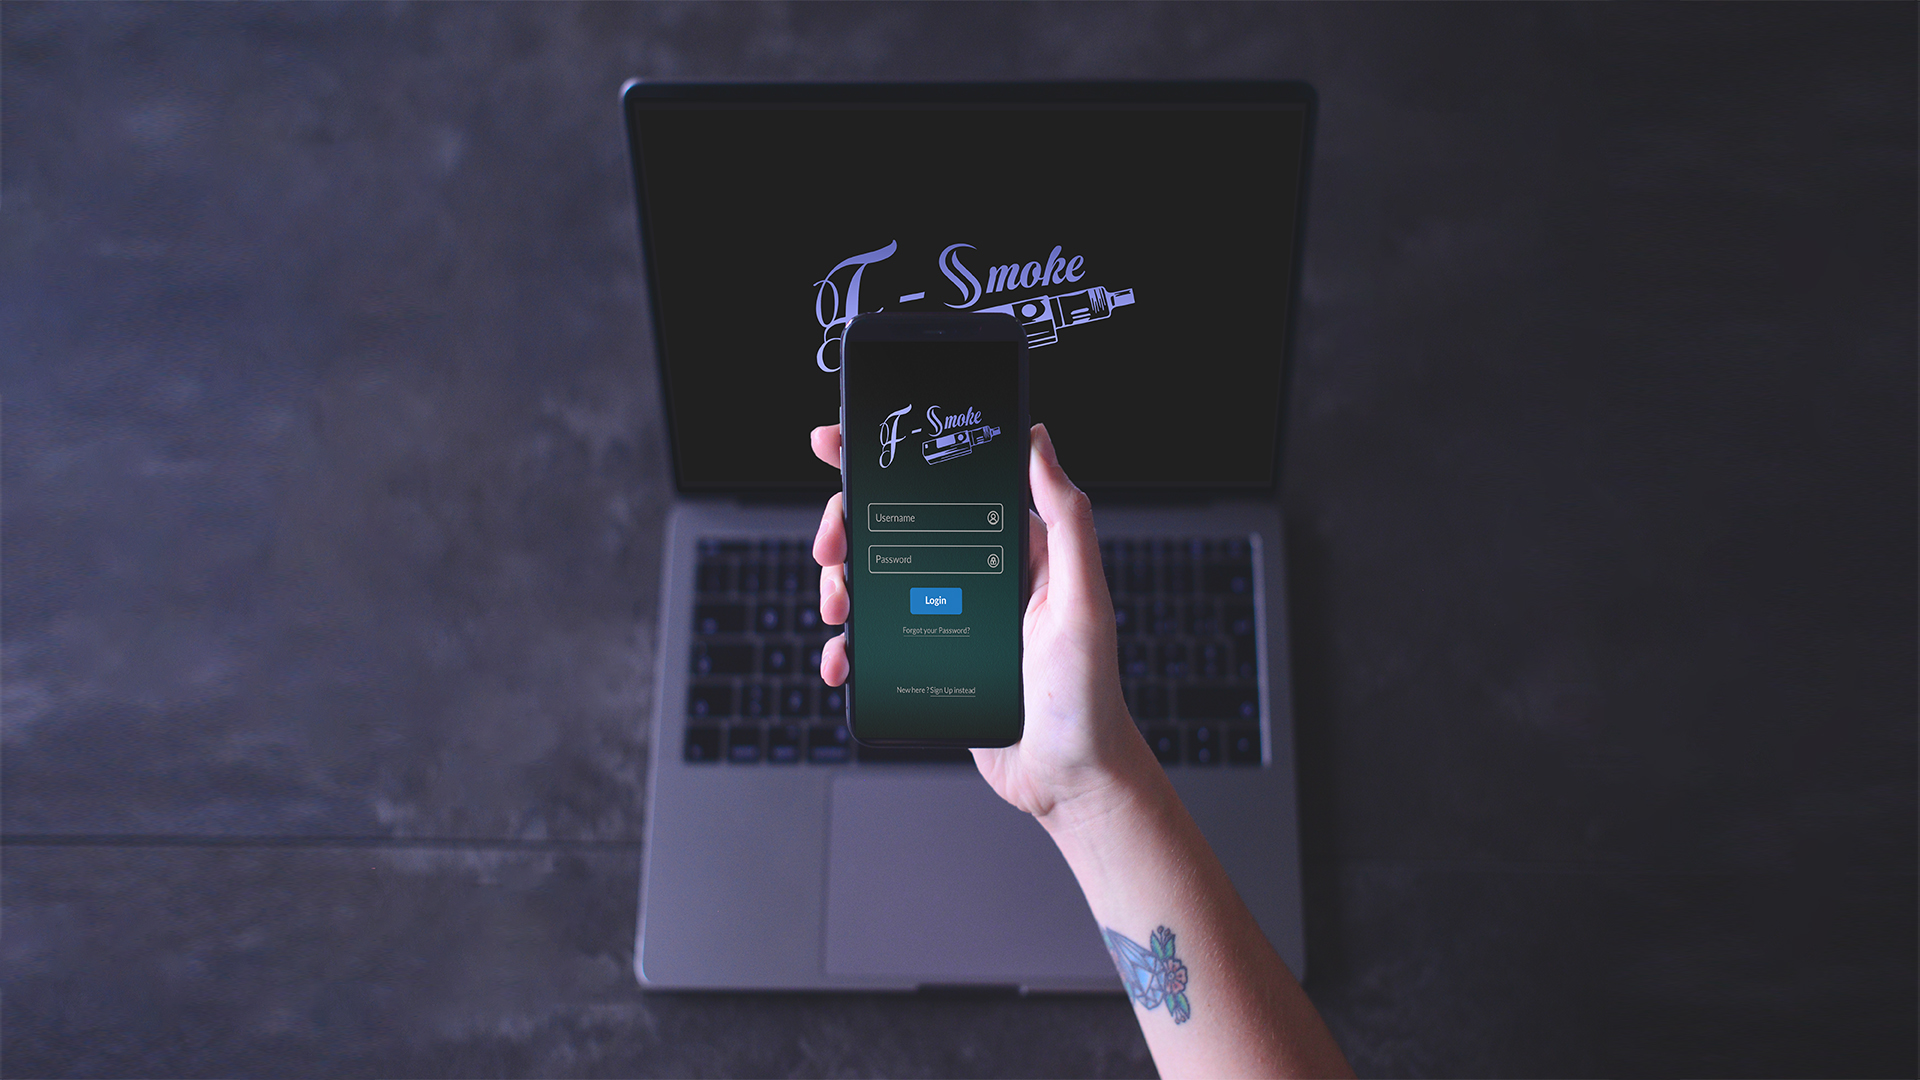 F - Smoke
F - Smoke
Username
Password
Login
Forgot your Password?
New here ? Sign Up instead